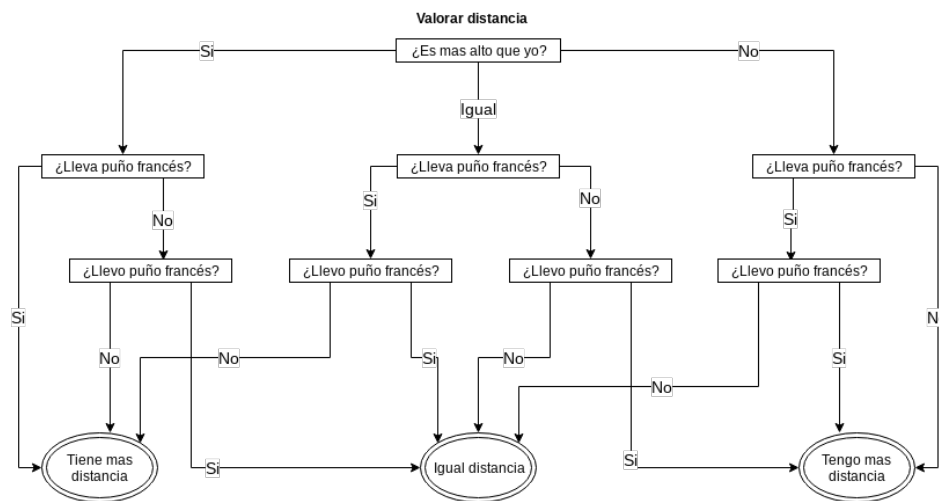 Valorar distancia
¿Es mas alto que yo?
Si
No
Igual
¿Lleva puño francés?
¿Lleva puño francés?
¿Lleva puño francés?
Si
No
Si
No
¿Llevo puño francés?
¿Llevo puño francés?
¿Llevo puño francés?
¿Llevo puño francés?
Si
N
No
No
Si
No
Si
No
Tiene mas
distancia
Si
Igual distancia
Si
Tengo mas
distancia